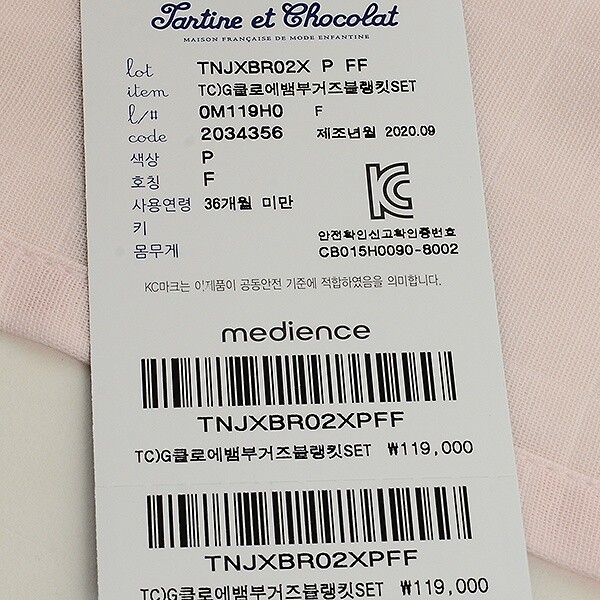 Tartine et Chocolat
MAISON FRANÇAISE DE MODE ENFANTINE
lot TNJXBR02X P FF
item TC)G클로에뱀부거즈블랭킷SET
l/# 0M119H0 F
code 2034356 제조년월 2020.09
색상 P
호칭 F
사용연령 36개월 미만
키
몸무게
KC
안전확인신고확인증번호
CB015H0090-8002
KC마크는 이제품이 공통안전 기준에 적합하였음을 의미합니다.
medience
TNJXBR02XPFF
TC)G클로에뱀부거즈블랭킷SET ₩119,000
TNJXBR02XPFF
TC)G클로에뱀부거즈블랭킷SET ₩119,000